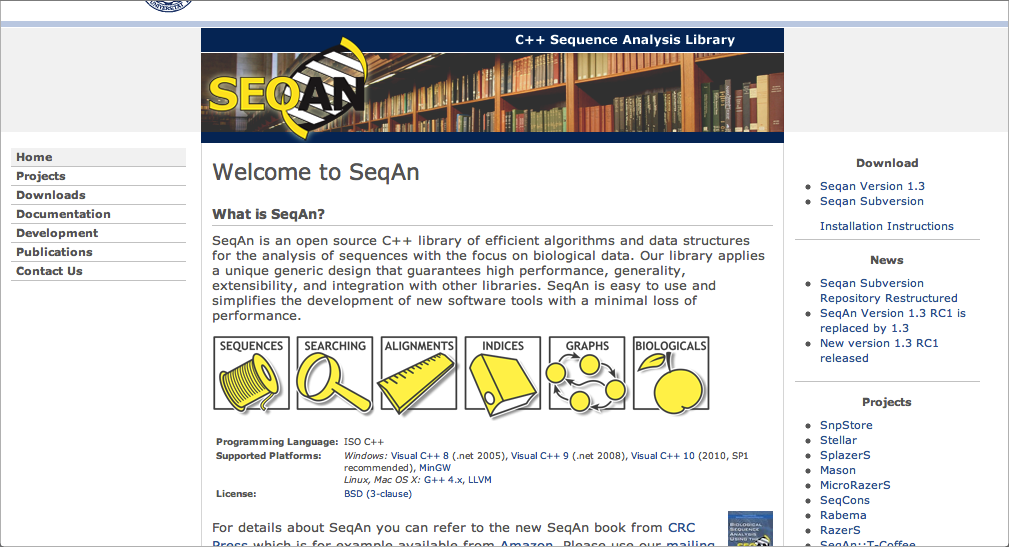 UNIVERSITÄT
C++ Sequence Analysis Library
SEQAN
Home
Projects
Downloads
Documentation
Development
Publications
Contact Us
Welcome to SeqAn
What is SeqAn?
SeqAn is an open source C++ library of efficient algorithms and data structures
for the analysis of sequences with the focus on biological data. Our library applies
a unique generic design that guarantees high performance, generality,
extensibility, and integration with other libraries. SeqAn is easy to use and
simplifies the development of new software tools with a minimal loss of
performance.
SEQUENCES
SEARCHING
ALIGNMENTS
INDICES
GRAPHS
BIOLOGICALS
Programming Language: ISO C++
Supported Platforms: Windows: Visual C++ 8 (.net 2005), Visual C++ 9 (.net 2008), Visual C++ 10 (2010, SP1
recommended), MinGW
Linux, Mac OS X: G++ 4.x, LLVM
License: BSD (3-clause)
For details about SeqAn you can refer to the new SeqAn book from CRC
Press which is for example available from Amazon. Please use our mailing
BIOLOGICAL
SEQUENCE
ANALYSIS
USING THE
SEQAN
Download
Seqan Version 1.3
Seqan Subversion
Installation Instructions
News
Seqan Subversion
Repository Restructured
SeqAn Version 1.3 RC1 is
replaced by 1.3
New version 1.3 RC1
released
Projects
SnpStore
Stellar
SplazerS
Mason
MicroRazerS
SeqCons
Rabema
RazerS
SeqAn::T-Coffee